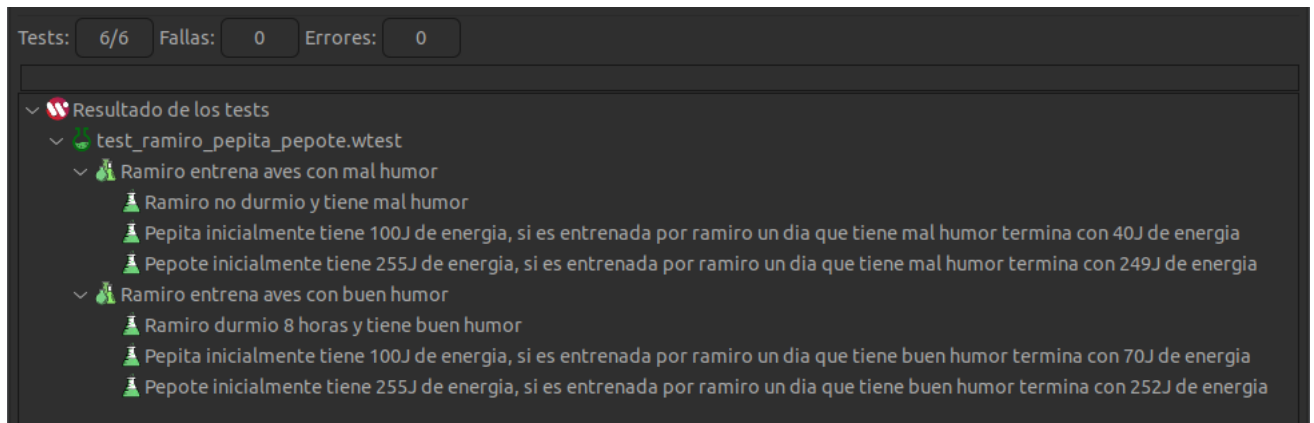 Tests: 6/6 Fallas: 0 Errores: 0
Resultado de los tests
test_ramiro_pepita_pepote.wtest
Ramiro entrena aves con mal humor
Ramiro no durmio y tiene mal humor
Pepita inicialmente tiene 100J de energia, si es entrenada por ramiro un dia que tiene mal humor termina con 40J de energia
Pepote inicialmente tiene 255J de energia, si es entrenada por ramiro un dia que tiene mal humor termina con 249J de energia
Ramiro entrena aves con buen humor
Ramiro durmio 8 horas y tiene buen humor
Pepita inicialmente tiene 100J de energia, si es entrenada por ramiro un dia que tiene buen humor termina con 70J de energia
Pepote inicialmente tiene 255J de energia, si es entrenada por ramiro un dia que tiene buen humor termina con 252J de energia